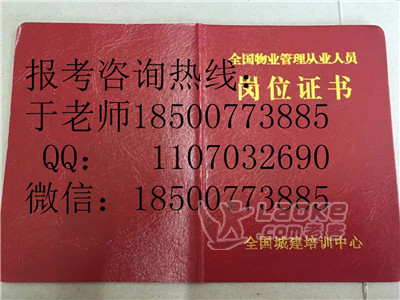 全国物业管理从业人员
岗位证书
报考咨询热线：
于老师18500773885
QQ： 1107032690
微信：18500773885
LAOKE.com
全国城建培训中心